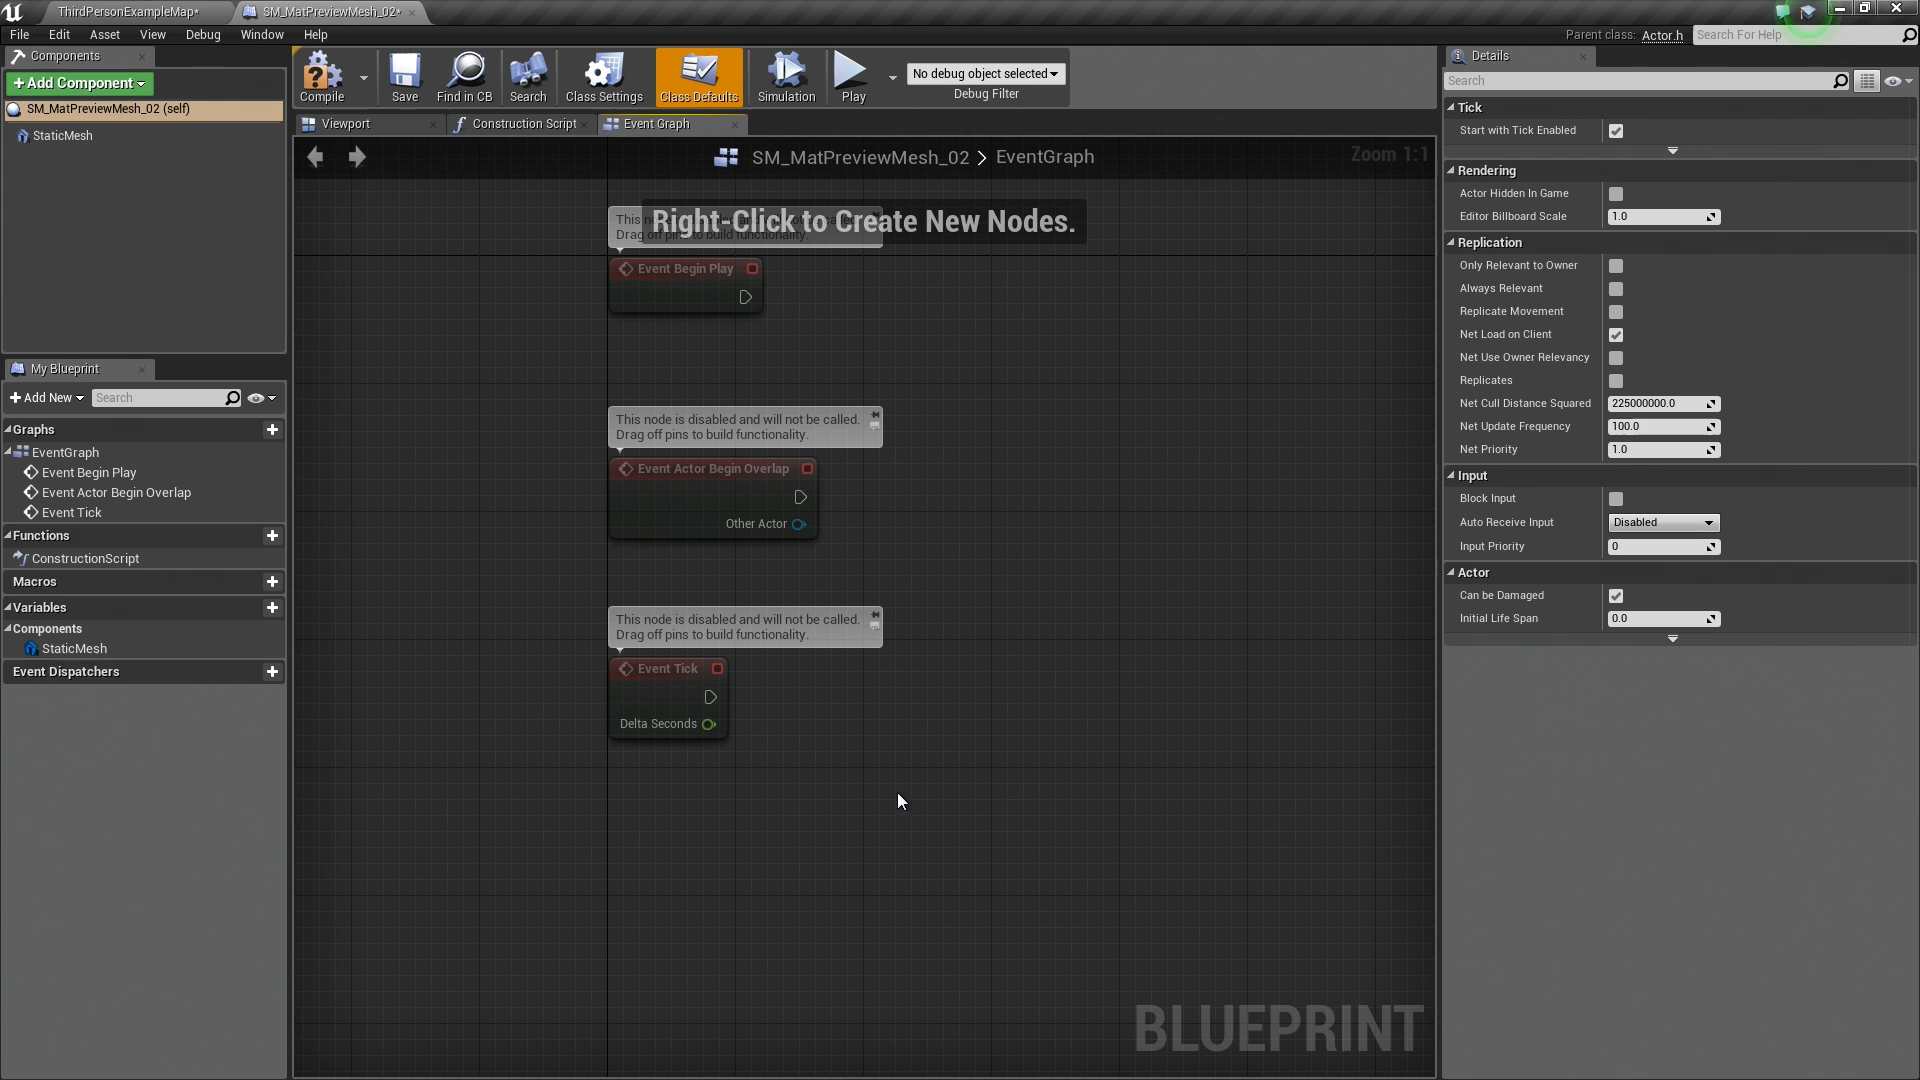 ThirdPersonExampleMap*
SM_MatPreviewMesh_02*
File Edit Asset View Debug Window Help
Parent class: Actor.h Search For Help
Components
+Add Component
SM_MatPreviewMesh_02 (self)
StaticMesh
Compile Save Find in CB Search Class Settings Class Defaults Simulation Play
No debug object selected
Debug Filter
Viewport
Construction Script
Event Graph
SM_MatPreviewMesh_02 > EventGraph
Zoom 1:1
Right-Click to Create New Nodes.
Drag off pins to build functionality.
Event Begin Play
This node is disabled and will not be called.
Drag off pins to build functionality.
Event Actor Begin Overlap
Other Actor
This node is disabled and will not be called.
Drag off pins to build functionality.
Event Tick
Delta Seconds
BLUEPRINT
My Blueprint
+Add New Search
Graphs
EventGraph
Event Begin Play
Event Actor Begin Overlap
Event Tick
Functions
ConstructionScript
Macros
Variables
Components
StaticMesh
Event Dispatchers
Details
Search
Tick
Start with Tick Enabled
Rendering
Actor Hidden In Game
Editor Billboard Scale 1.0
Replication
Only Relevant to Owner
Always Relevant
Replicate Movement
Net Load on Client
Net Use Owner Relevancy
Replicates
Net Cull Distance Squared 225000000.0
Net Update Frequency 100.0
Net Priority 1.0
Input
Block Input
Auto Receive Input Disabled
Input Priority 0
Actor
Can be Damaged
Initial Life Span 0.0